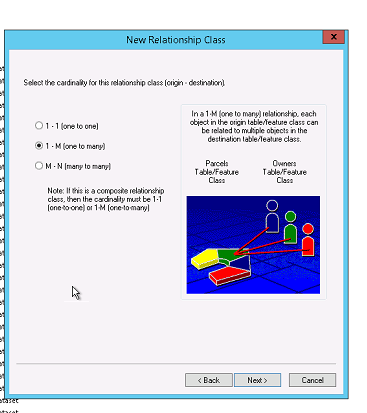 New Relationship Class
x
Select the cardinality for this relationship class (origin - destination).
1 - 1 (one to one)
1 - M (one to many)
M - N (many to many)
Note: If this is a composite relationship
class, then the cardinality must be 1-1
(one-to-one) or 1-M (one-to-many)
In a 1-M (one to many) relationship, each
object in the origin table/feature class can
be related to multiple objects in the
destination table/feature class.
Parcels
Table/Feature
Class
Owners
Table/Feature
Class
< Back
Next >
Cancel